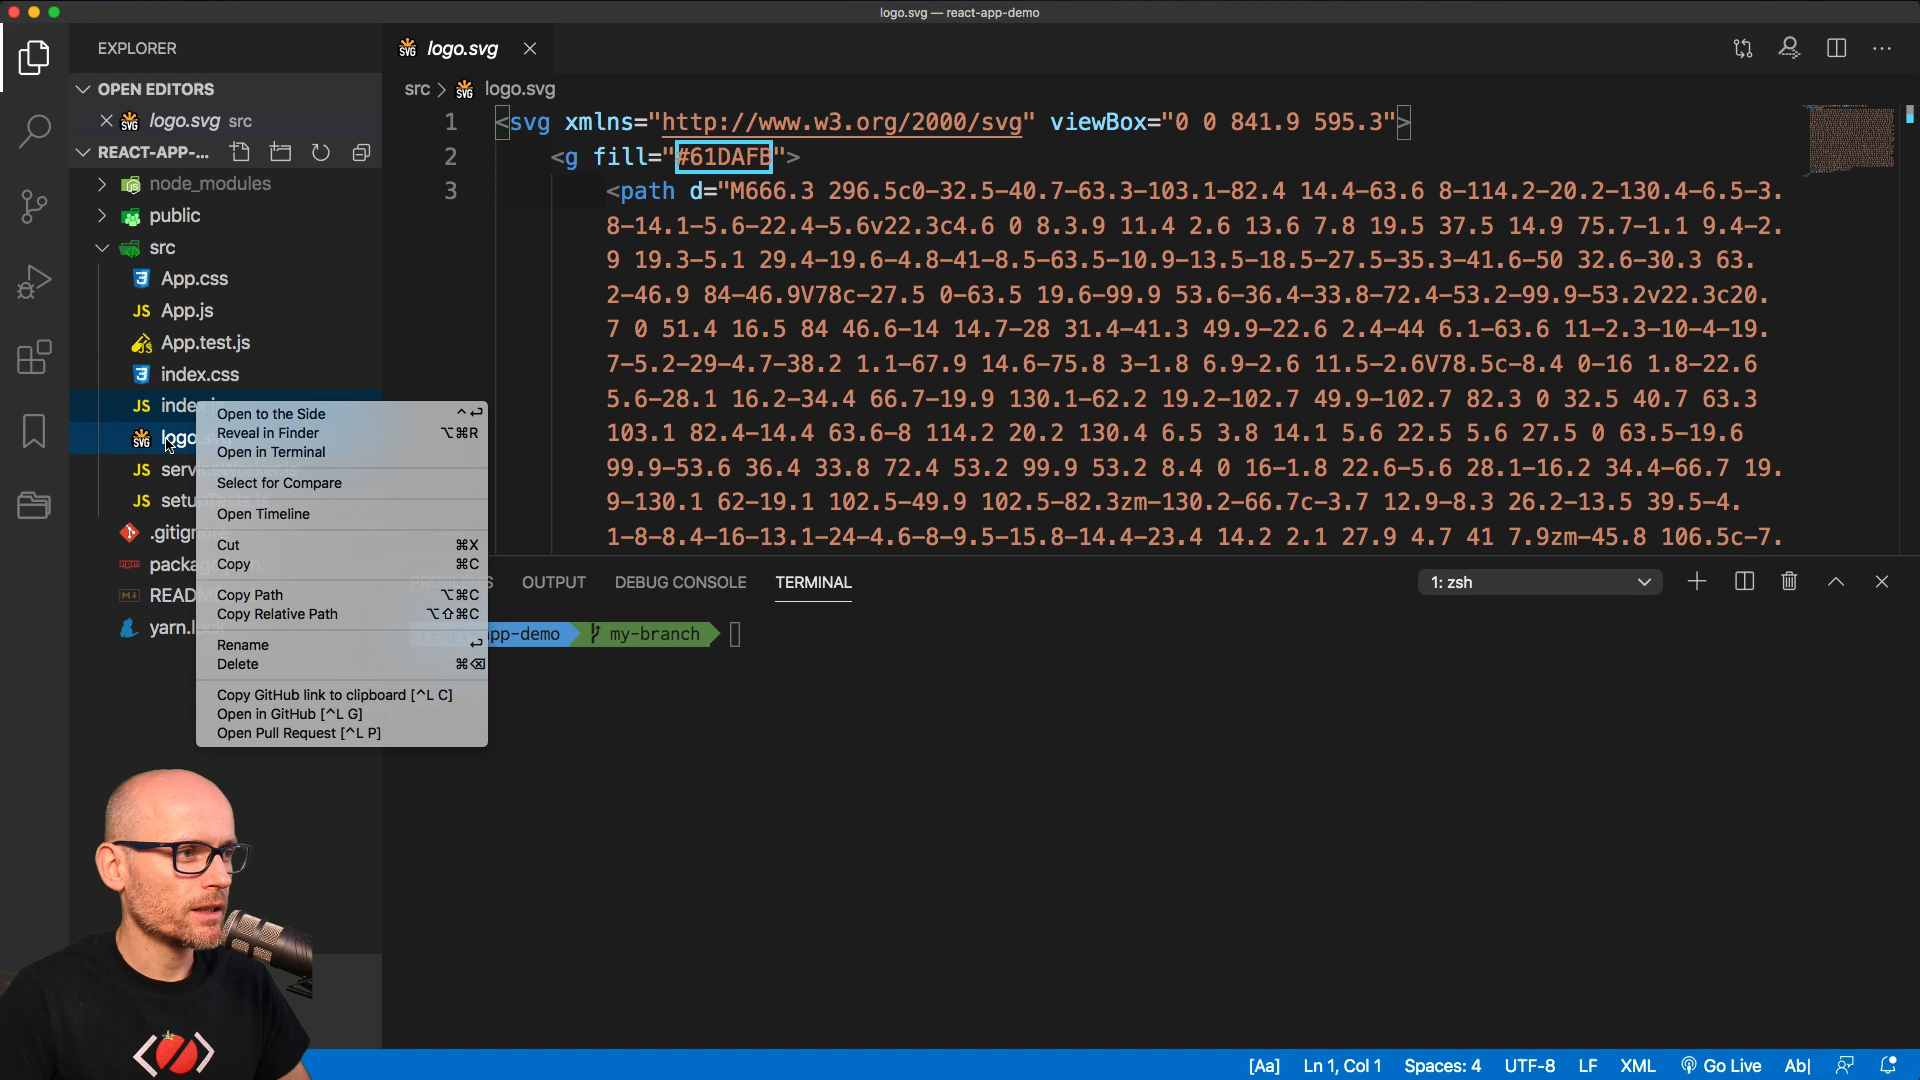 logo.svg — react-app-demo
EXPLORER
OPEN EDITORS
logo.svg src
REACT-APP-...
node_modules
public
src
App.css
App.js
App.test.js
index.css
JS
JS
JS
JS
.gitign
READ
yarn.l
Open to the Side ^↩
Reveal in Finder ⌥⌘R
Open in Terminal
Select for Compare
Open Timeline
Cut ⌘X
Copy ⌘C
Copy Path ⌥⌘C
Copy Relative Path ⌥⇧⌘C
Rename ↩
Delete ⌘⌫
Copy GitHub link to clipboard [^L C]
Open in GitHub [^L G]
Open Pull Request [^L P]
logo.svg
src > logo.svg
1 <svg xmlns="http://www.w3.org/2000/svg" viewBox="0 0 841.9 595.3">
2 <g fill="#61DAFB">
3 <path d="M666.3 296.5c0-32.5-40.7-63.3-103.1-82.4 14.4-63.6 8-114.2-20.2-130.4-6.5-3.
8-14.1-5.6-22.4-5.6v22.3c4.6 0 8.3.9 11.4 2.6 13.6 7.8 19.5 37.5 14.9 75.7-1.1 9.4-2.
9 19.3-5.1 29.4-19.6-4.8-41-8.5-63.5-10.9-13.5-18.5-27.5-35.3-41.6-50 32.6-30.3 63.
2-46.9 84-46.9V78c-27.5 0-63.5 19.6-99.9 53.6-36.4-33.8-72.4-53.2-99.9-53.2v22.3c20.
7 0 51.4 16.5 84 46.6-14 14.7-28 31.4-41.3 49.9-22.6 2.4-44 6.1-63.6 11-2.3-10-4-19.
7-5.2-29-4.7-38.2 1.1-67.9 14.6-75.8 3-1.8 6.9-2.6 11.5-2.6V78.5c-8.4 0-16 1.8-22.6
5.6-28.1 16.2-34.4 66.7-19.9 130.1-62.2 19.2-102.7 49.9-102.7 82.3 0 32.5 40.7 63.3
103.1 82.4-14.4 63.6-8 114.2 20.2 130.4 6.5 3.8 14.1 5.6 22.5 5.6 27.5 0 63.5-19.6
99.9-53.6 36.4 33.8 72.4 53.2 99.9 53.2 8.4 0 16-1.8 22.6-5.6 28.1-16.2 34.4-66.7 19.
9-130.1 62-19.1 102.5-49.9 102.5-82.3zm-130.2-66.7c-3.7 12.9-8.3 26.2-13.5 39.5-4.
1-8-8.4-16-13.1-24-4.6-8-9.5-15.8-14.4-23.4 14.2 2.1 27.9 4.7 41 7.9zm-45.8 106.5c-7.
PROBLEMS OUTPUT DEBUG CONSOLE TERMINAL
1: zsh
react-app-demo my-branch
[Aa] Ln 1, Col 1 Spaces: 4 UTF-8 LF XML Go Live Ab|